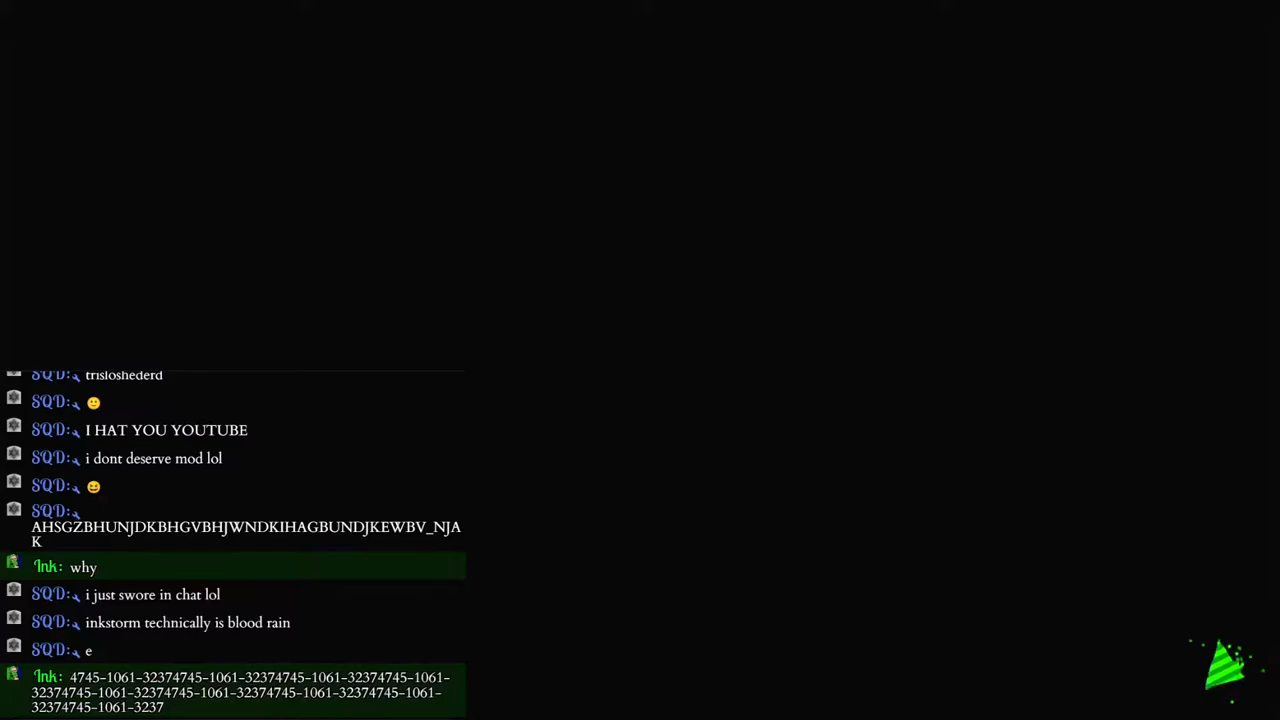 SQD: trisloshederd
SQD: 🙂
SQD: I HAT YOU YOUTUBE
SQD: i dont deserve mod lol
SQD: 😆
SQD:
AHSGZBHUNJDKBHGVBHJWNDKIHAGBUNDJKEWBV_NJA
K
Ink: why
SQD: i just swore in chat lol
SQD: inkstorm technically is blood rain
SQD: e
Ink: 4745-1061-32374745-1061-32374745-1061-32374745-1061-
32374745-1061-32374745-1061-32374745-1061-32374745-1061-
32374745-1061-3237